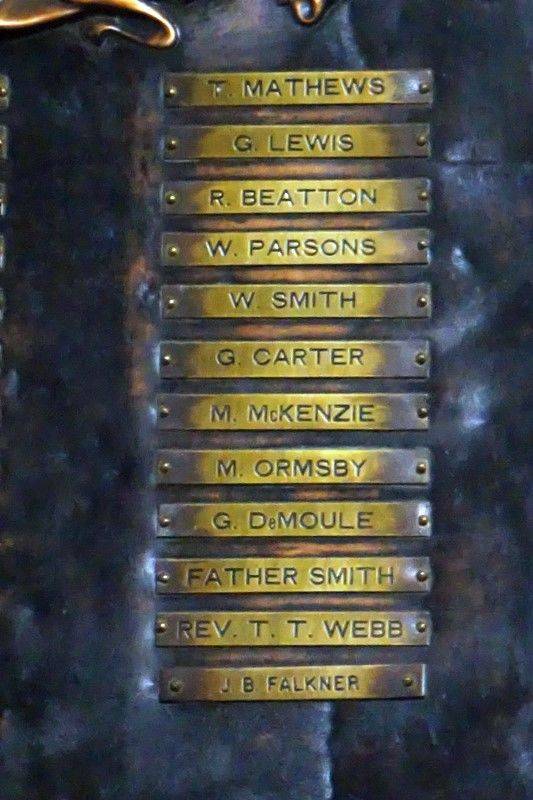 T. MATHEWS
G. LEWIS
R. BEATTON
W. PARSONS
W. SMITH
G. CARTER
M. McKENZIE
M. ORMSBY
G. DeMOULE
FATHER SMITH
REV. T. T. WEBB
J. B. FALKNER